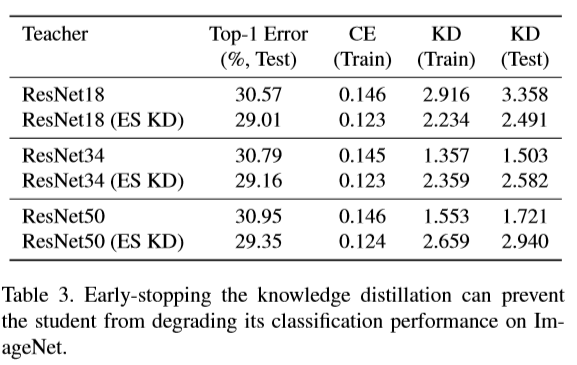 Teacher Top-1 Error CE KD KD
(%, Test) (Train) (Train) (Test)
ResNet18 30.57 0.146 2.916 3.358
ResNet18 (ES KD) 29.01 0.123 2.234 2.491
ResNet34 30.79 0.145 1.357 1.503
ResNet34 (ES KD) 29.16 0.123 2.359 2.582
ResNet50 30.95 0.146 1.553 1.721
ResNet50 (ES KD) 29.35 0.124 2.659 2.940
Table 3. Early-stopping the knowledge distillation can prevent
the student from degrading its classification performance on Im-
ageNet.